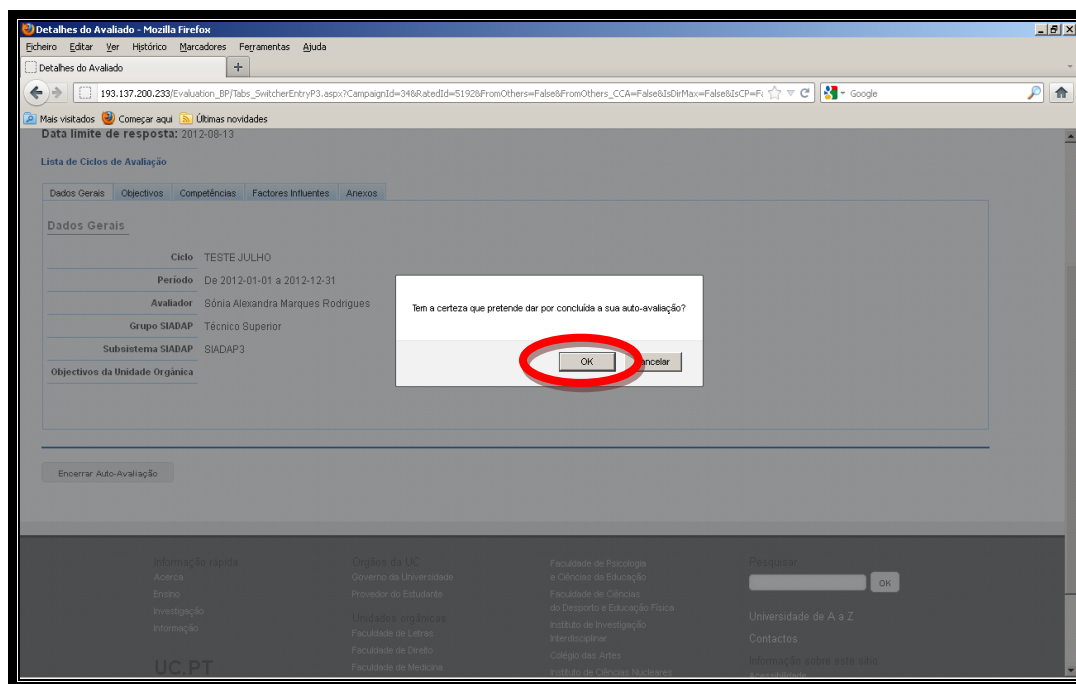 Detalhes do Avaliado - Mozilla Firefox
Ficheiro Editar Ver Histórico Marcadores Ferramentas Ajuda
Detalhes do Avaliado
193.137.200.233/Evaluation_BP/Tabs_SwitcherEntryP3.aspx?CampaignId=34&RatedId=5192&FromOthers=False&FromOthers_CCA=False&IsDirMax=False&IsCP=F
Google
Mais visitados Começar aqui Últimas novidades
Data limite de resposta: 2012-08-13
Lista de Ciclos de Avaliação
Dados Gerais Objectivos Competências Factores Influentes Anexos
Dados Gerais
Ciclo TESTE JULHO
Período De 2012-01-01 a 2012-12-31
Avaliador Sónia Alexandra Marques Rodrigues
Grupo SIADAP Técnico Superior
Subsistema SIADAP SIADAP3
Objectivos da Unidade Orgânica
Tem a certeza que pretende dar por concluída a sua auto-avaliação?
OK
ancelar
Encerrar Auto-Avaliação
Informação rápida
Acerca
Ensino
Investigação
Informação
UC.PT
Orgãos da UC
Governo da Universidade
Provedor do Estudante
Unidades orgânicas
Faculdade de Letras
Faculdade de Direito
Faculdade de Medicina
Faculdade de Psicologia
e Ciências da Educação
Faculdade de Ciências
do Desporto e Educação Física
Instituto de Investigação
Interdisciplinar
Colégio das Artes
Instituto de Ciências Nucleares
Pesquisar
OK
Universidade de A a Z
Contactos
Informação sobre este sítio
Acessibilidade